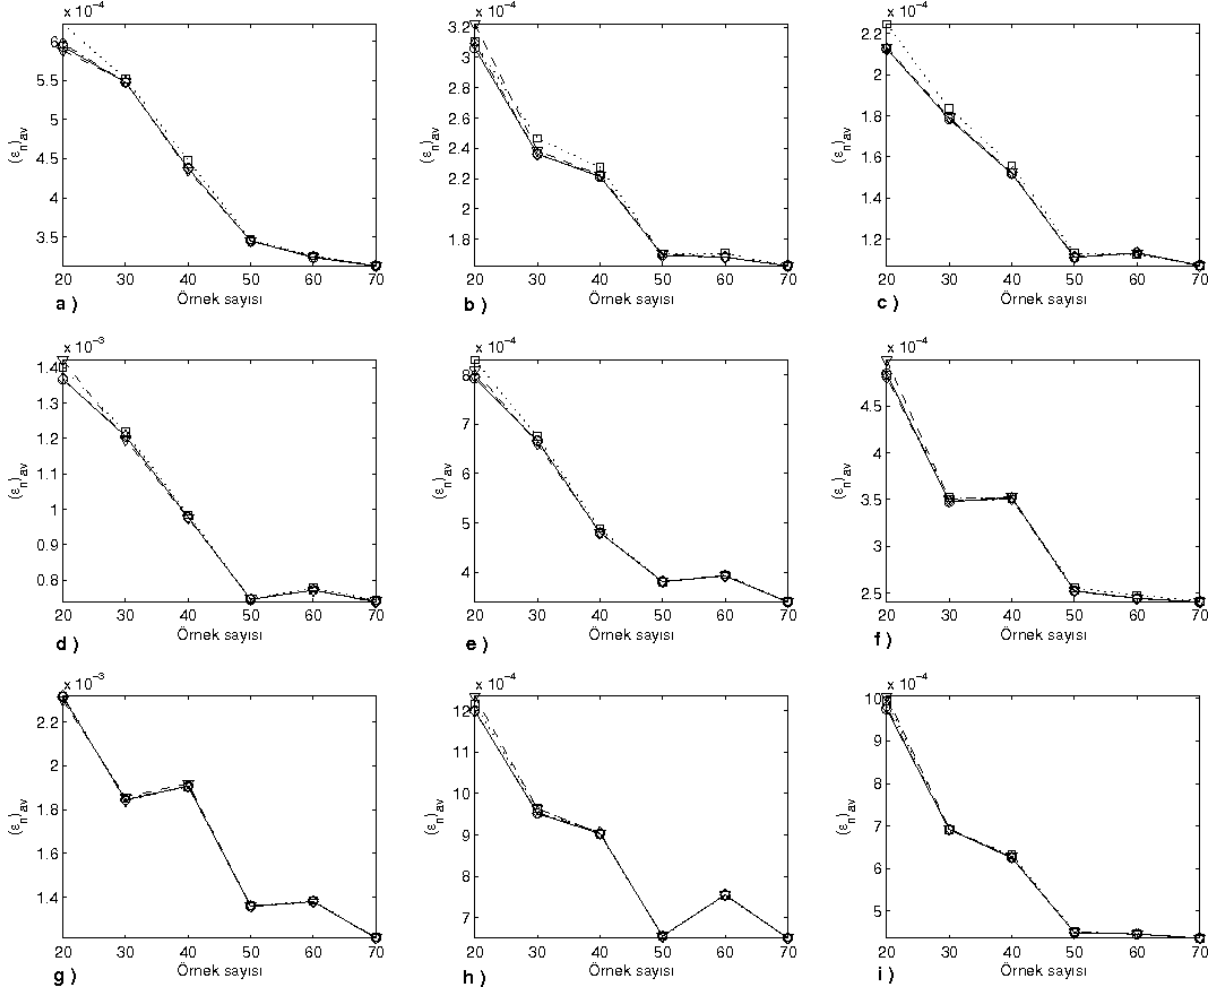 x 10⁻⁴
6
5.5
5
4.5
4
3.5
(εₙ)ₐᵥ
20 30 40 50 60 70
Örnek sayısı
a )
x 10⁻⁴
3.2
3
2.8
2.6
2.4
2.2
2
1.8
(εₙ)ₐᵥ
20 30 40 50 60 70
Örnek sayısı
b )
x 10⁻⁴
2.2
2
1.8
1.6
1.4
1.2
(εₙ)ₐᵥ
20 30 40 50 60 70
Örnek sayısı
c )
x 10⁻³
1.4
1.3
1.2
1.1
1
0.9
0.8
(εₙ)ₐᵥ
20 30 40 50 60 70
Örnek sayısı
d )
x 10⁻⁴
8
7
6
5
4
(εₙ)ₐᵥ
20 30 40 50 60 70
Örnek sayısı
e )
x 10⁻⁴
4.5
4
3.5
3
2.5
(εₙ)ₐᵥ
20 30 40 50 60 70
Örnek sayısı
f )
x 10⁻³
2.2
2
1.8
1.6
1.4
(εₙ)ₐᵥ
20 30 40 50 60 70
Örnek sayısı
g )
x 10⁻⁴
12
11
10
9
8
7
(εₙ)ₐᵥ
20 30 40 50 60 70
Örnek sayısı
h )
x 10⁻⁴
10
9
8
7
6
5
(εₙ)ₐᵥ
20 30 40 50 60 70
Örnek sayısı
i )